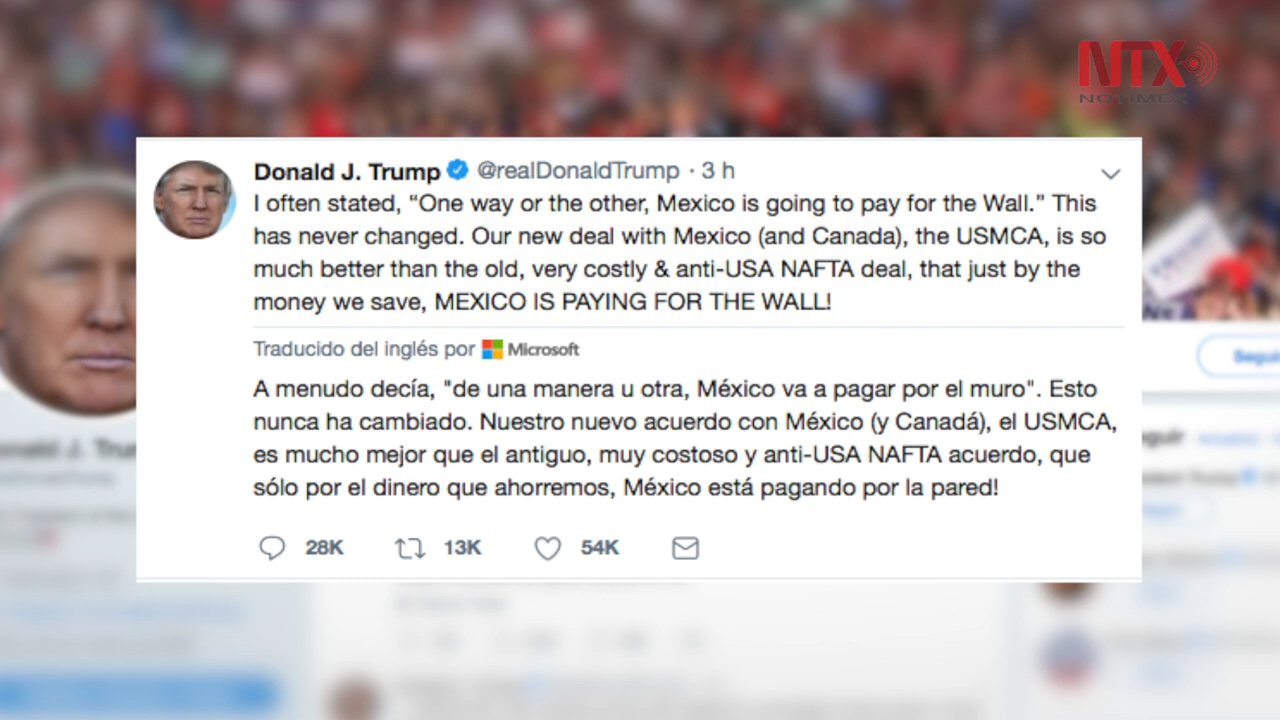 NTX
NOTIMEX
Donald J. Trump @realDonaldTrump · 3 h
I often stated, “One way or the other, Mexico is going to pay for the Wall.” This
has never changed. Our new deal with Mexico (and Canada), the USMCA, is so
much better than the old, very costly & anti-USA NAFTA deal, that just by the
money we save, MEXICO IS PAYING FOR THE WALL!
Traducido del inglés por Microsoft
A menudo decía, "de una manera u otra, México va a pagar por el muro". Esto
nunca ha cambiado. Nuestro nuevo acuerdo con México (y Canadá), el USMCA,
es mucho mejor que el antiguo, muy costoso y anti-USA NAFTA acuerdo, que
sólo por el dinero que ahorremos, México está pagando por la pared!
28K 13K 54K